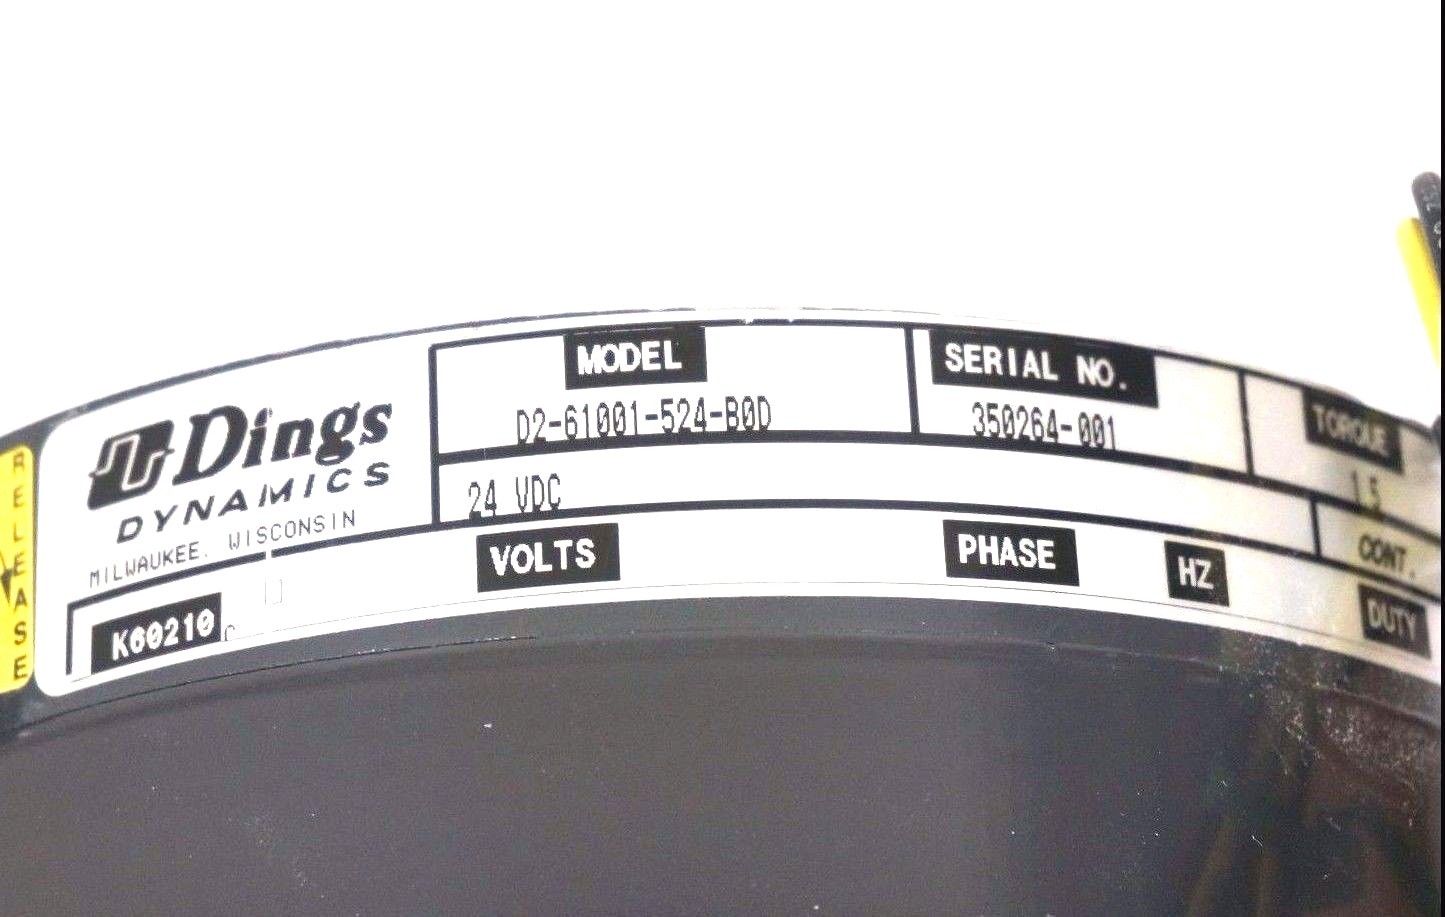 RELEASE
Dings
DYNAMICS
MILWAUKEE, WISCONSIN
K60210
MODEL
D2-61001-524-B0D
SERIAL NO.
350264-001
TORQUE
1.5
24 VDC
VOLTS
PHASE
HZ
CONT.
DUTY